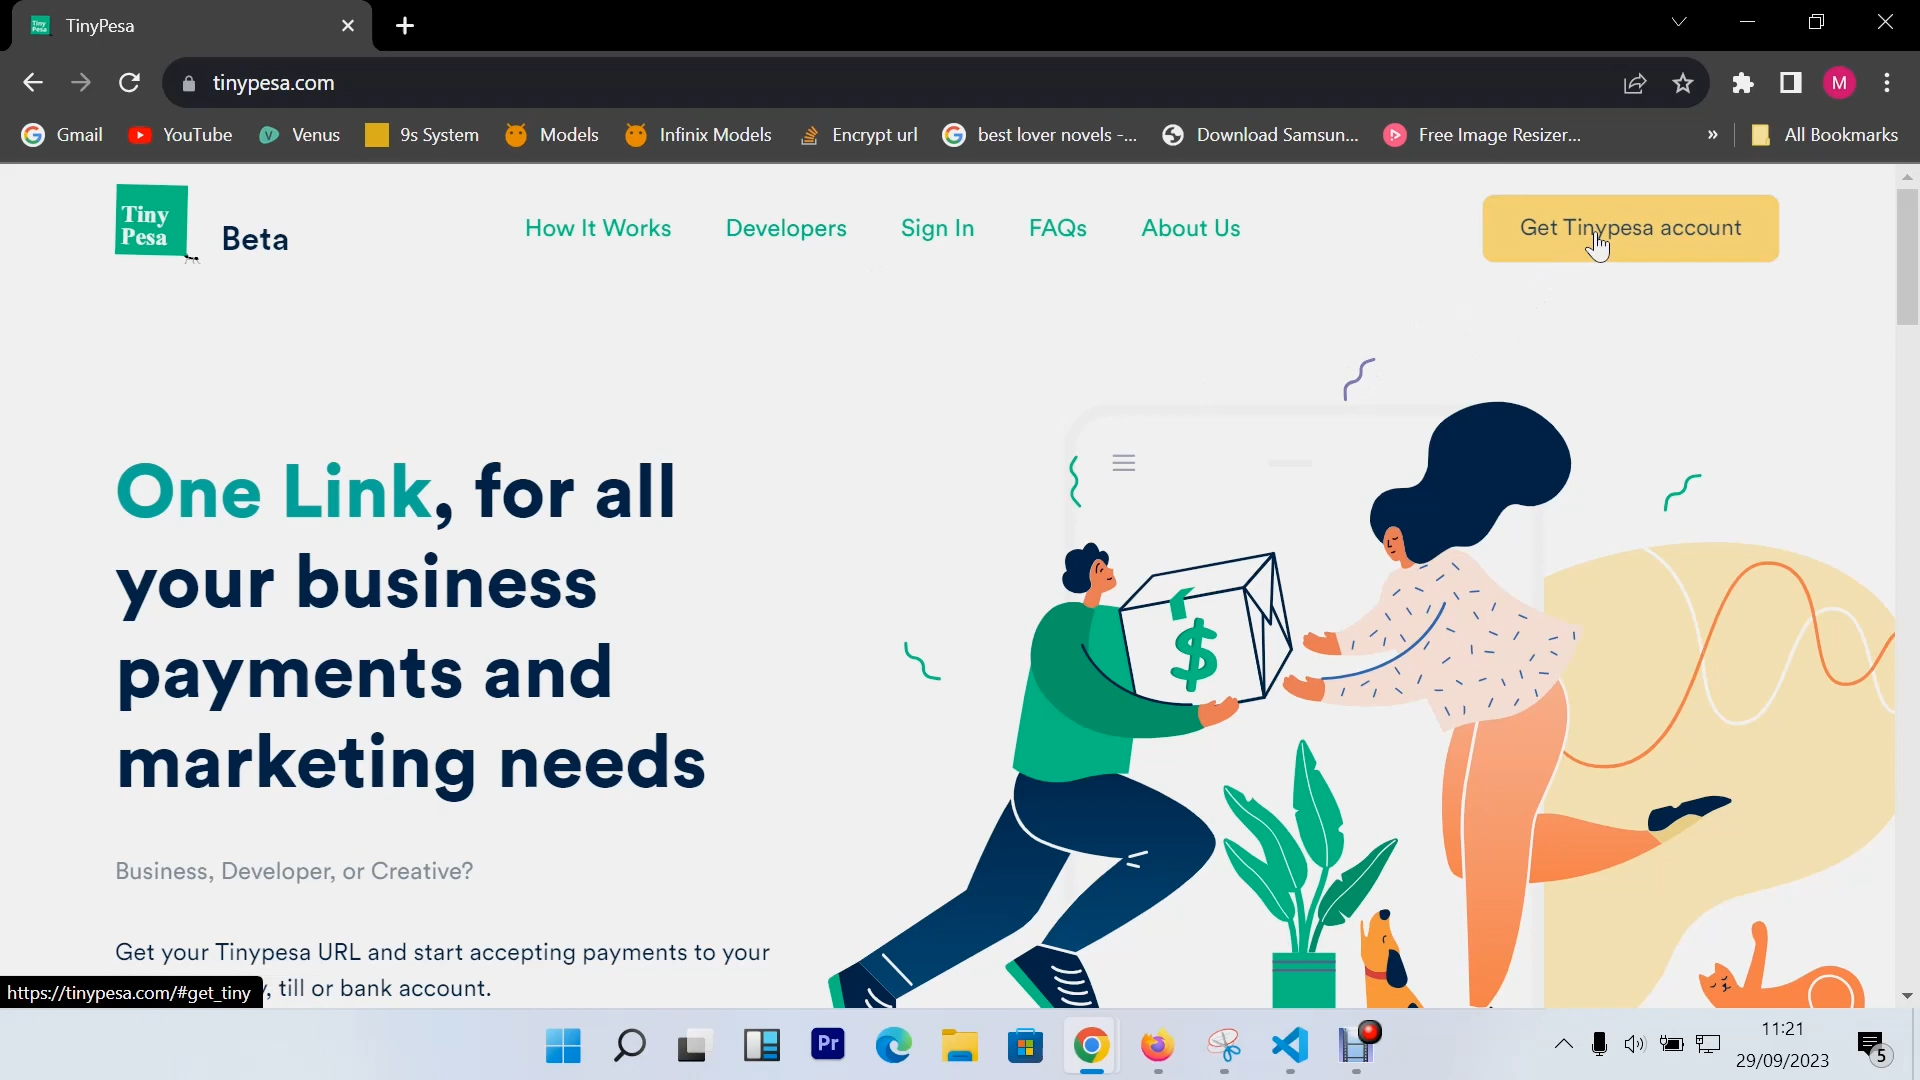 TinyPesa
tinypesa.com
M
Gmail
YouTube
Venus
9s System
Models
Infinix Models
Encrypt url
best lover novels -...
Download Samsun...
Free Image Resizer...
»
All Bookmarks
Tiny
Pesa
Beta
How It Works
Developers
Sign In
FAQs
About Us
Get Tinypesa account
One Link, for all
your business
payments and
marketing needs
$
Business, Developer, or Creative?
Get your Tinypesa URL and start accepting payments to your
, till or bank account.
https://tinypesa.com/#get_tiny
Pr
11:21
29/09/2023
5